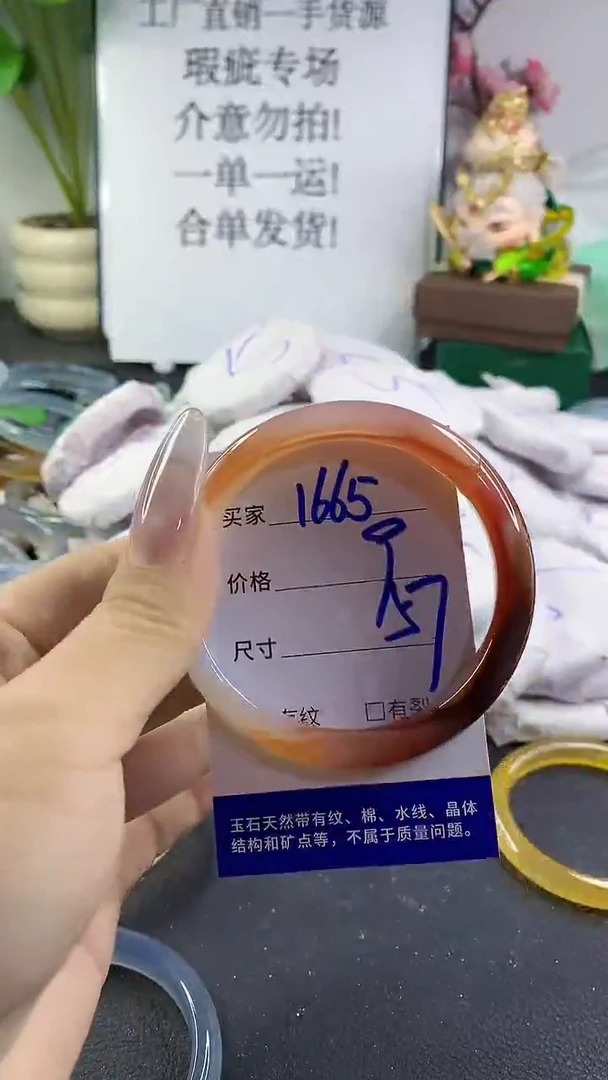 工厂直销一手货源
瑕疵专场
介意勿拍!
一单一运!
合单发货!
买家 1665
价格
尺寸 57
有纹 □有裂
玉石天然带有纹、棉、水线、晶体
结构和矿点等，不属于质量问题。